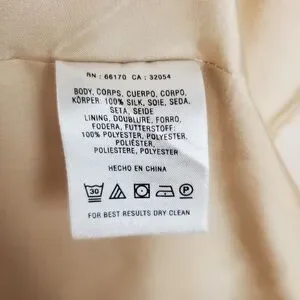 RN : 66170 CA : 32054
BODY, CORPS, CUERPO, CORPO,
KÖRPER: 100% SILK, SOIE, SEDA,
SETA, SEIDE
LINING, DOUBLURE, FORRO,
FODERA, FUTTERSTOFF:
100% POLYESTER, POLYESTER,
POLIÉSTER,
POLIESTERE, POLYESTER
HECHO EN CHINA
30
P
FOR BEST RESULTS DRY CLEAN